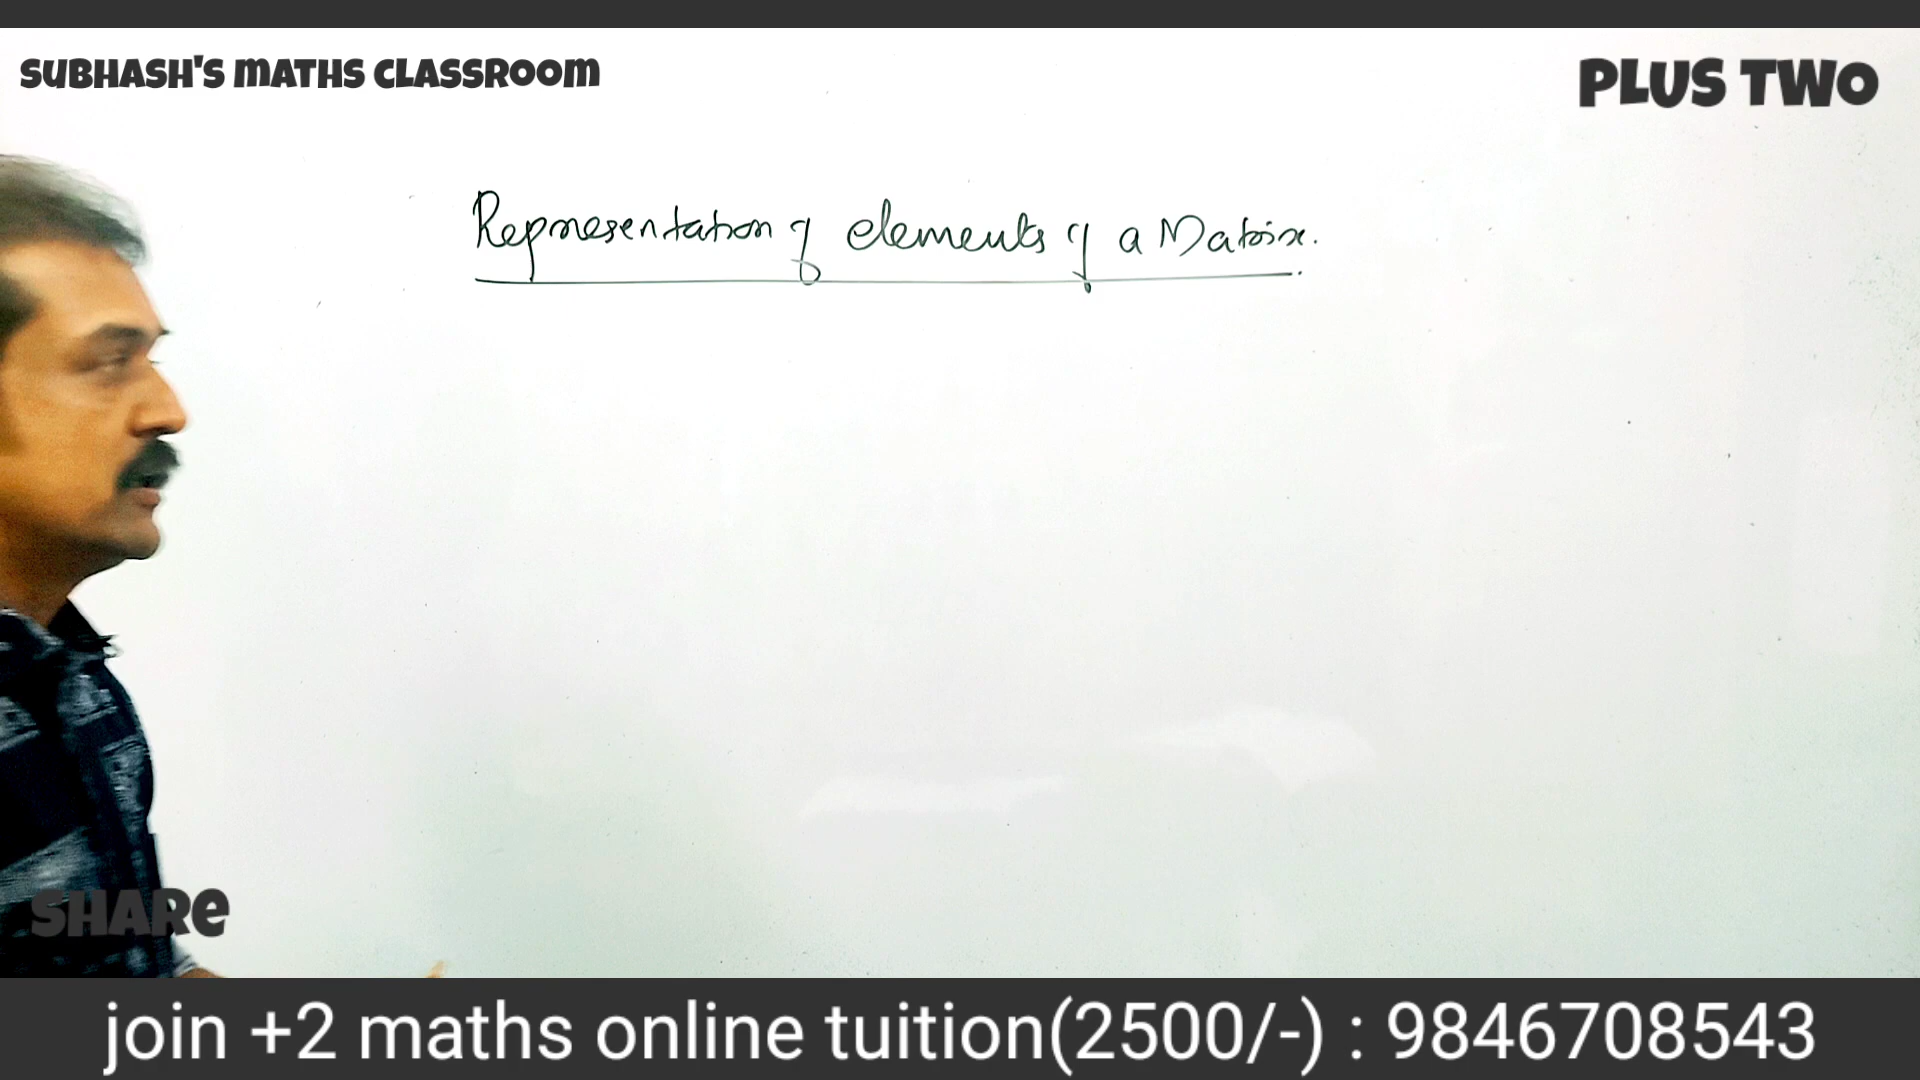 SUBHASH'S MATHS CLASSROOM
PLUS TWO
Representation of elements of a Matrix.
SHARE
join +2 maths online tuition(2500/-) : 9846708543